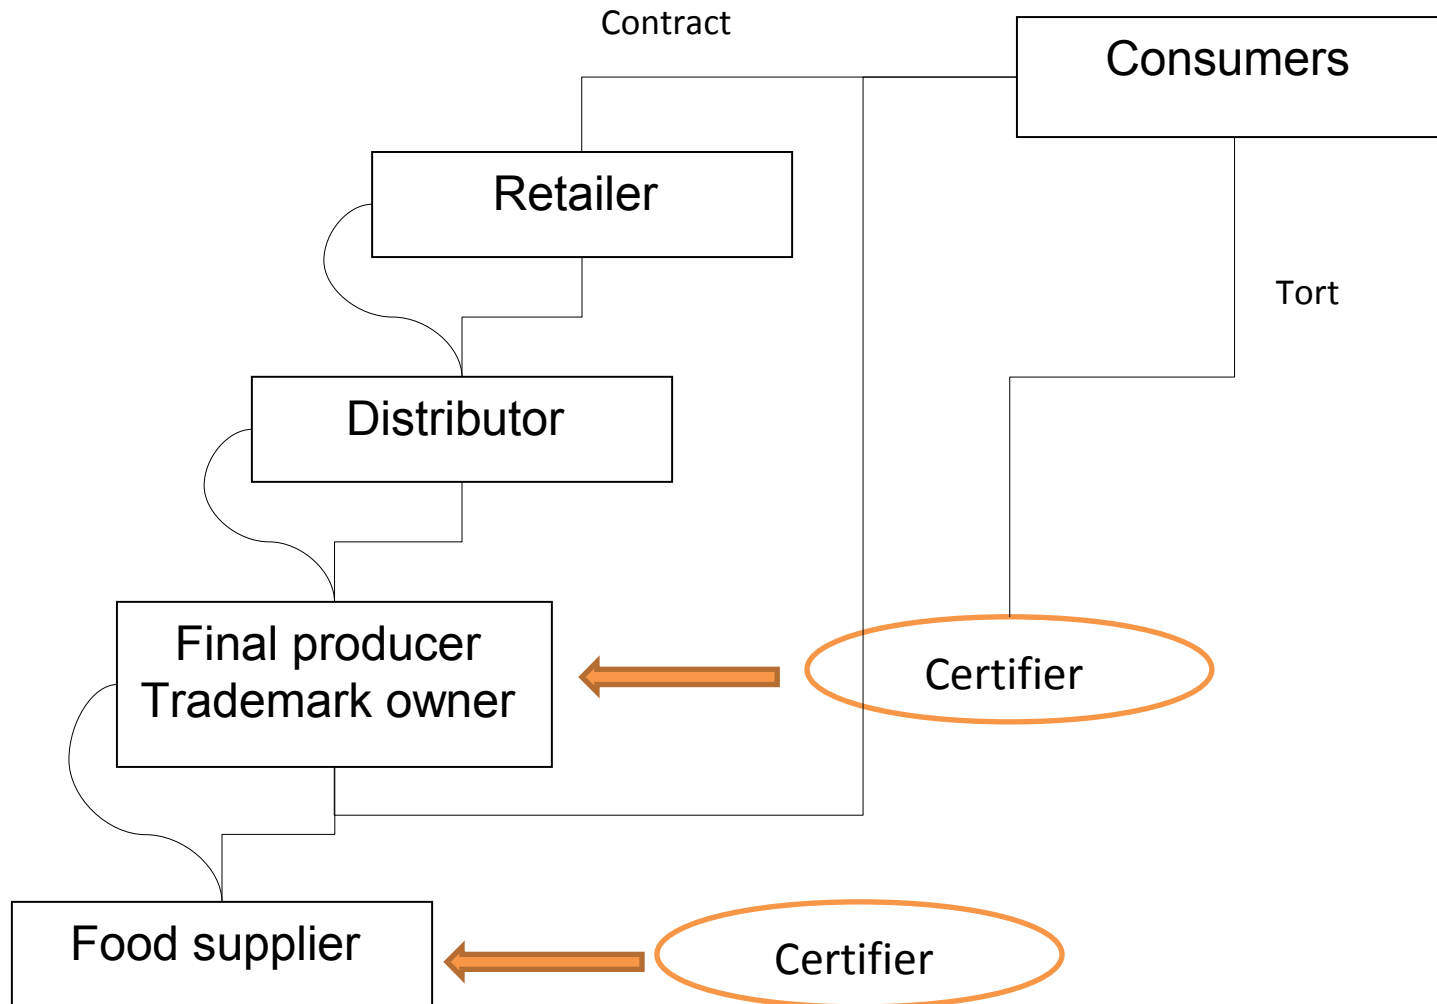 Contract
Consumers
Retailer
Tort
Distributor
Final producer
Trademark owner
Certifier
Food supplier
Certifier